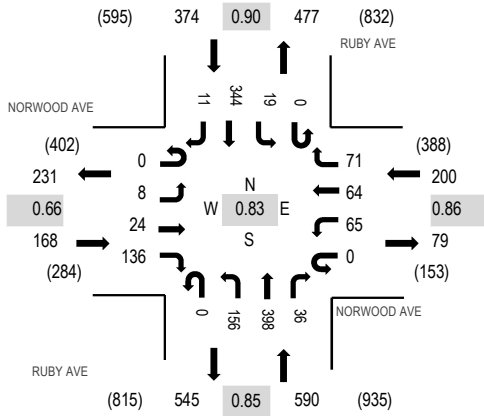 (595) 374 0.90 477 (832)
RUBY AVE
11 344 19 0
NORWOOD AVE
(402) (388)
0 71
231 200
8 64
N
0.66 W 0.83 E 0.86
24 65
S
168 79
136 0
(284) (153)
0 156 398 36
NORWOOD AVE
RUBY AVE
(815) 545 0.85 590 (935)